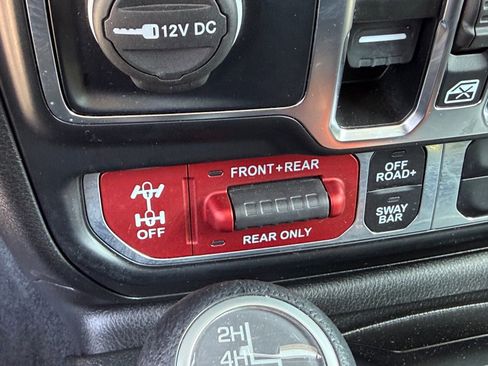 12V DC
FRONT+REAR
OFF
REAR ONLY
OFF
ROAD+
SWAY
BAR
2H
4H